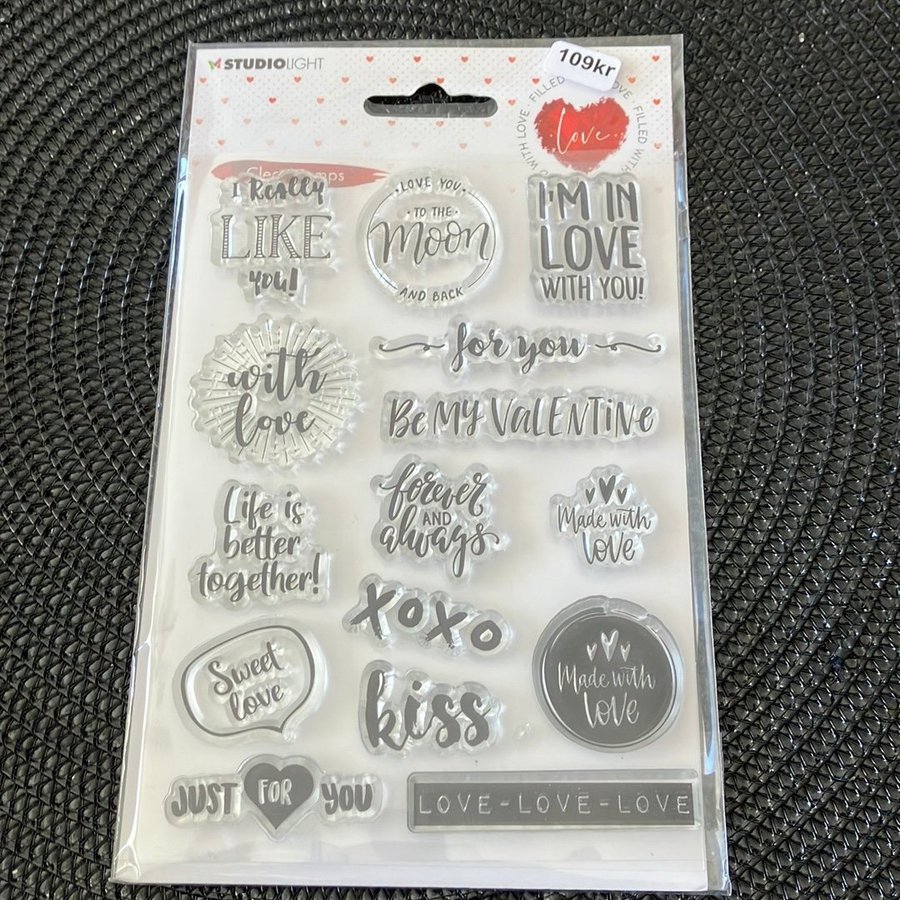 STUDIOLIGHT
109kr
FILLED WITH LOVE
Love
Clear stamps
I Really
LIKE
you!
LOVE YOU
TO THE
Moon
AND BACK
I'M IN
LOVE
WITH YOU!
with
love
for you
Be MY VaLENTiNe
Life is
better
together!
forever
AND
always
Made with
love
xoxo
Sweet
love
kiss
Made with
love
JUST FOR YOU
LOVE-LOVE-LOVE